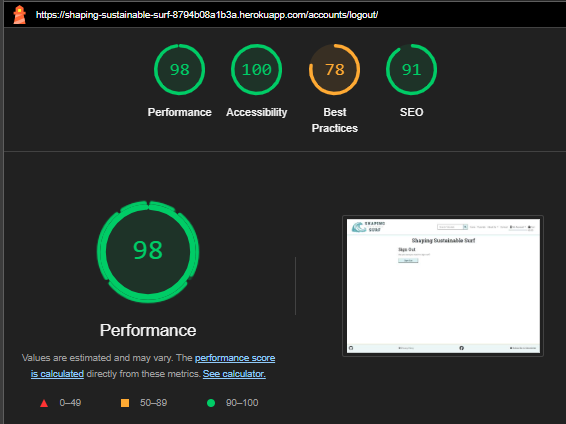 https://shaping-sustainable-surf-8794b08a1b3a.herokuapp.com/accounts/logout/
98
100
78
91
Performance
Accessibility
Best
Practices
SEO
98
Performance
Values are estimated and may vary. The performance score
is calculated directly from these metrics. See calculator.
0–49
50–89
90–100
SHAPING
SURF
Shaping Sustainable Surf
Sign Out